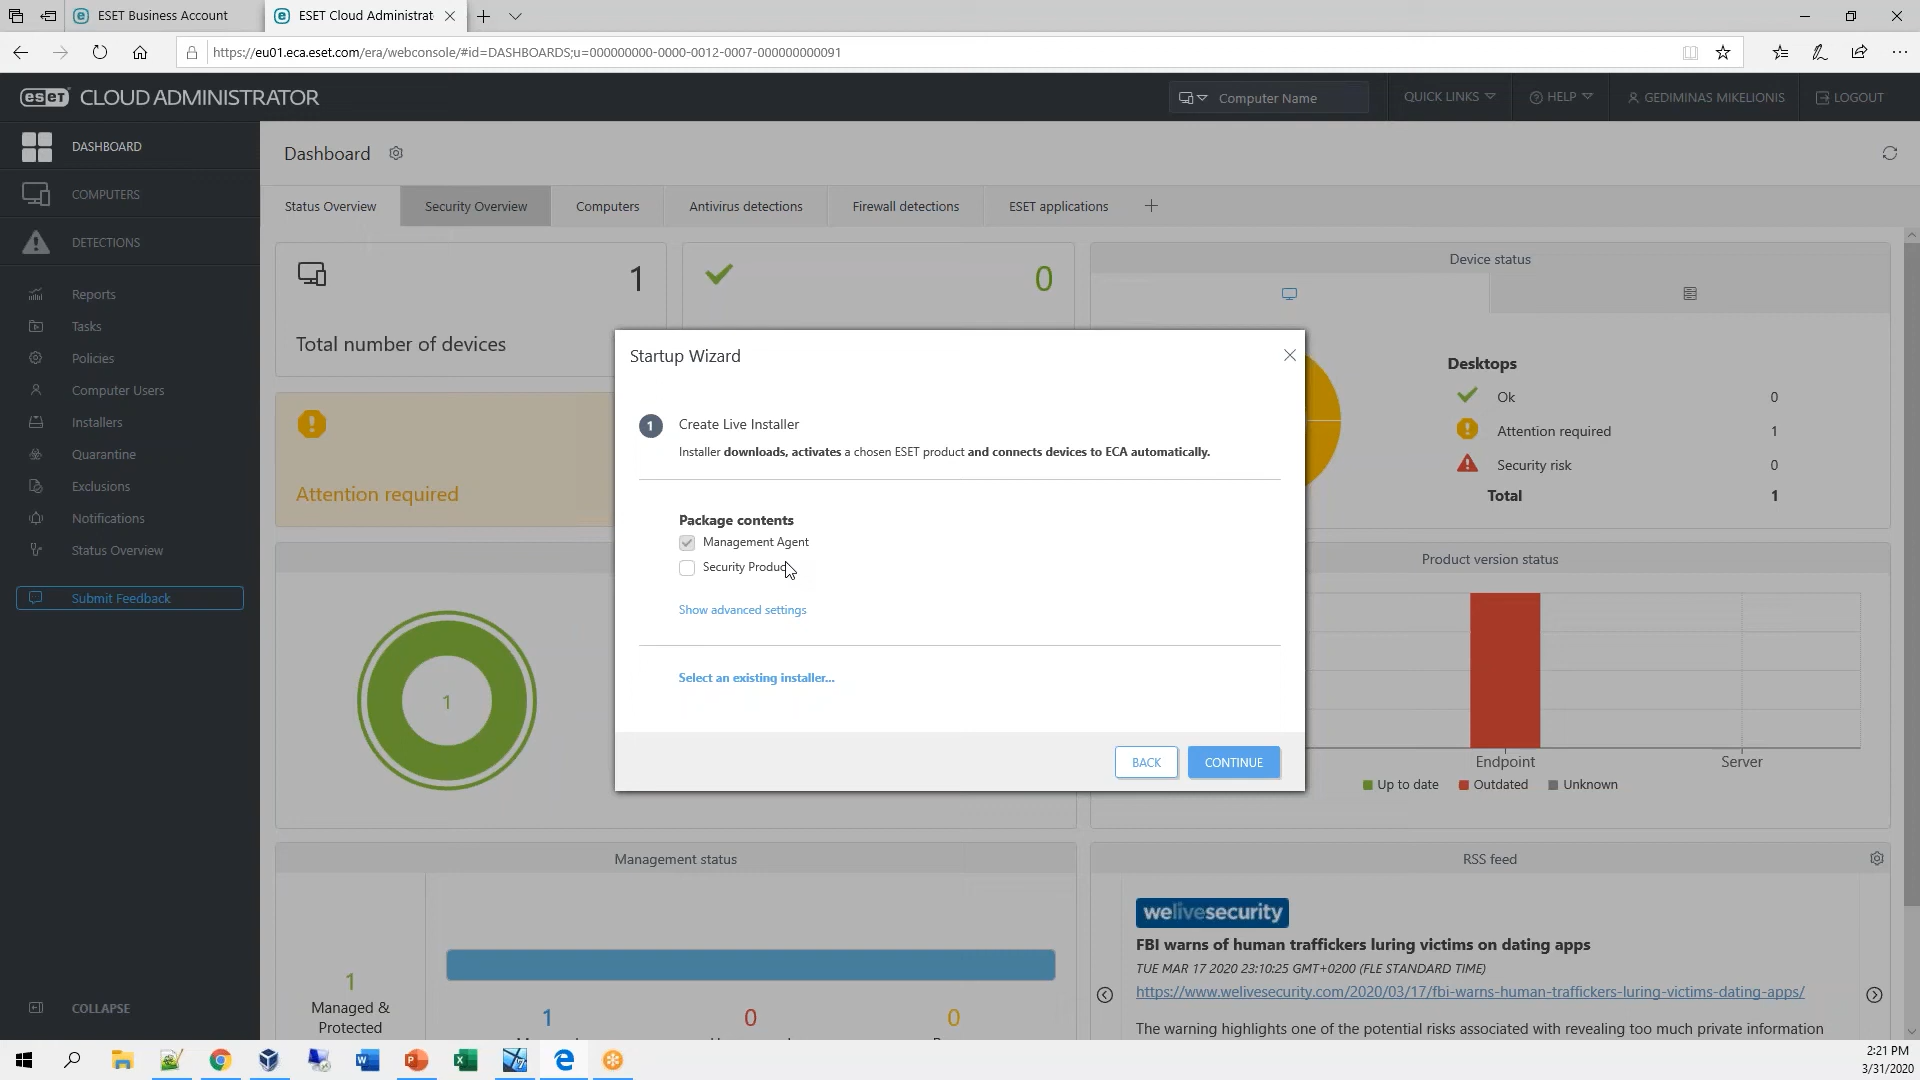 ESET Business Account
ESET Cloud Administrat
https://eu01.eca.eset.com/era/webconsole/#id=DASHBOARDS;u=000000000-0000-0012-0007-000000000091
eset CLOUD ADMINISTRATOR
Computer Name
QUICK LINKS
HELP
GEDIMINAS MIKELIONIS
LOGOUT
DASHBOARD
COMPUTERS
DETECTIONS
Reports
Tasks
Policies
Computer Users
Installers
Quarantine
Exclusions
Notifications
Status Overview
Submit Feedback
COLLAPSE
Dashboard
Status Overview
Security Overview
Computers
Antivirus detections
Firewall detections
ESET applications
1
Total number of devices
0
Attention required
Device status
Desktops
Ok 0
Attention required 1
Security risk 0
Total 1
Startup Wizard
1 Create Live Installer
Installer downloads, activates a chosen ESET product and connects devices to ECA automatically.
Package contents
Management Agent
Security Produc
Show advanced settings
Select an existing installer...
BACK
CONTINUE
1
Product version status
Endpoint
Server
Up to date
Outdated
Unknown
Management status
1
Managed &
Protected
1
0
0
RSS feed
welivesecurity
FBI warns of human traffickers luring victims on dating apps
TUE MAR 17 2020 23:10:25 GMT+0200 (FLE STANDARD TIME)
https://www.welivesecurity.com/2020/03/17/fbi-warns-human-traffickers-luring-victims-dating-apps/
The warning highlights one of the potential risks associated with revealing too much private information
2:21 PM
3/31/2020